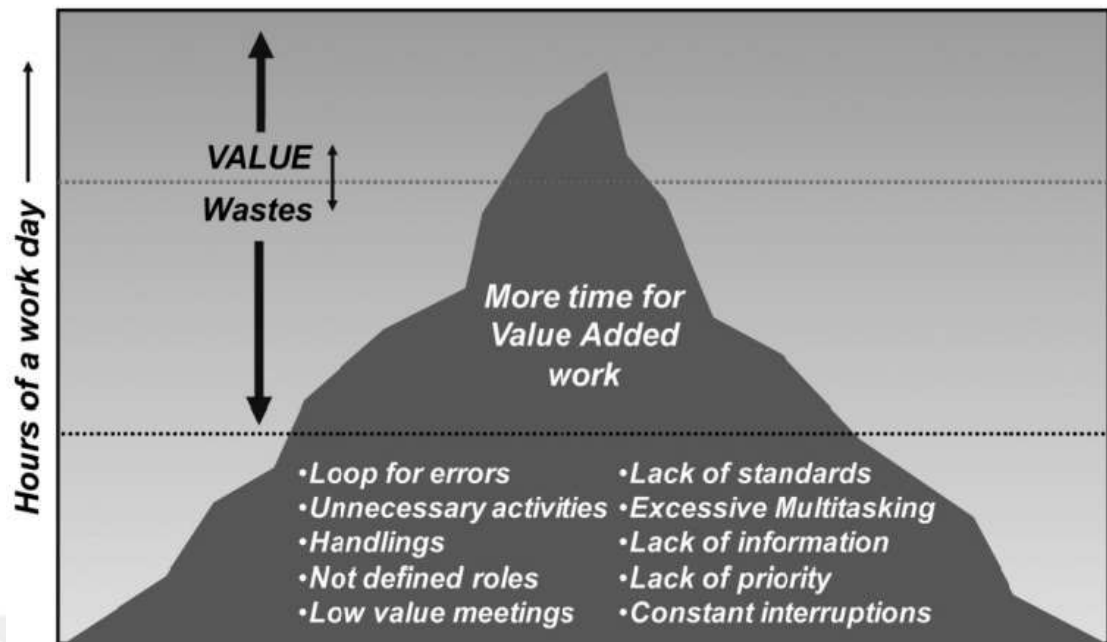 Hours of a work day
VALUE
Wastes
More time for
Value Added
work
•Loop for errors
•Unnecessary activities
•Handlings
•Not defined roles
•Low value meetings
•Lack of standards
•Excessive Multitasking
•Lack of information
•Lack of priority
•Constant interruptions